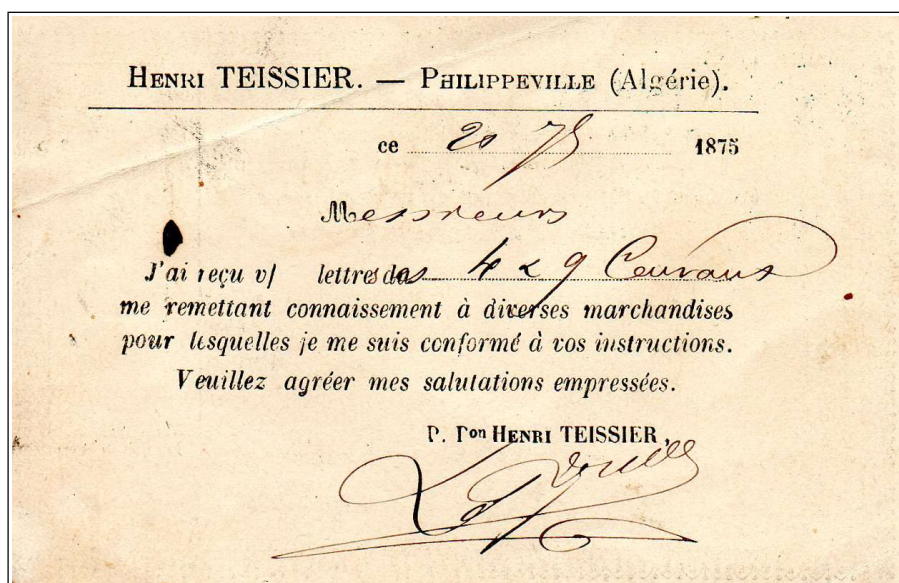 HENRI TEISSIER. — PHILIPPEVILLE (Algérie).
ce 20 1875
Messieurs
J'ai reçu v/ lettres des 4 & 9 Courant
me remettant connaissement à diverses marchandises
pour lesquelles je me suis conformé à vos instructions.
Veuillez agréer mes salutations empressées.
P. Pon HENRI TEISSIER,